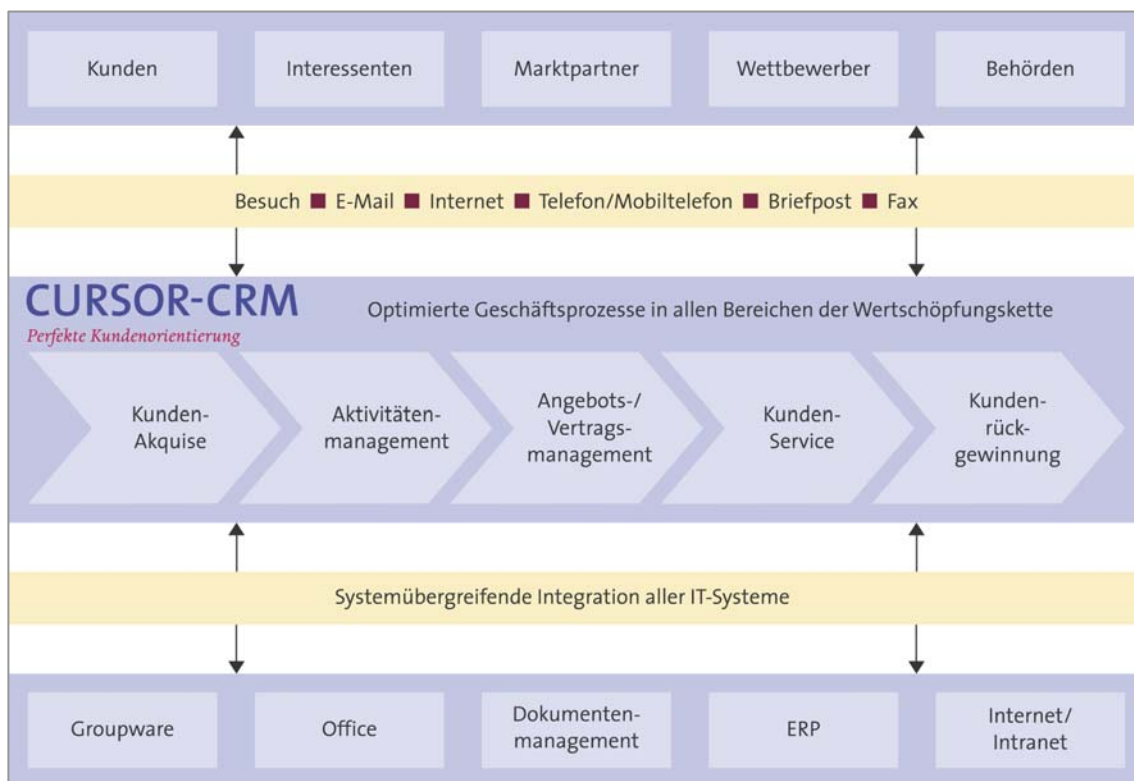 Kunden
Interessenten
Marktpartner
Wettbewerber
Behörden
Besuch ■ E-Mail ■ Internet ■ Telefon/Mobiltelefon ■ Briefpost ■ Fax
CURSOR-CRM
Perfekte Kundenorientierung
Optimierte Geschäftsprozesse in allen Bereichen der Wertschöpfungskette
Kunden-
Akquise
Aktivitäten-
management
Angebots-/
Vertrags-
management
Kunden-
Service
Kunden-
rück-
gewinnung
Systemübergreifende Integration aller IT-Systeme
Groupware
Office
Dokumenten-
management
ERP
Internet/
Intranet